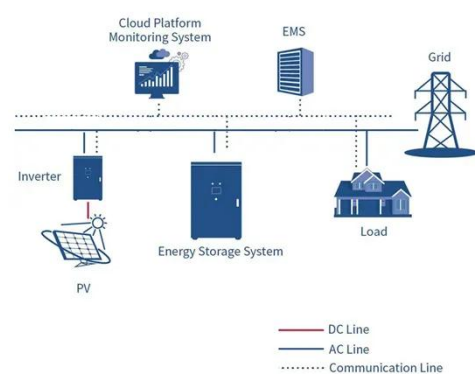 Cloud Platform
Monitoring System
EMS
Grid
Inverter
Energy Storage System
Load
PV
DC Line
AC Line
Communication Line